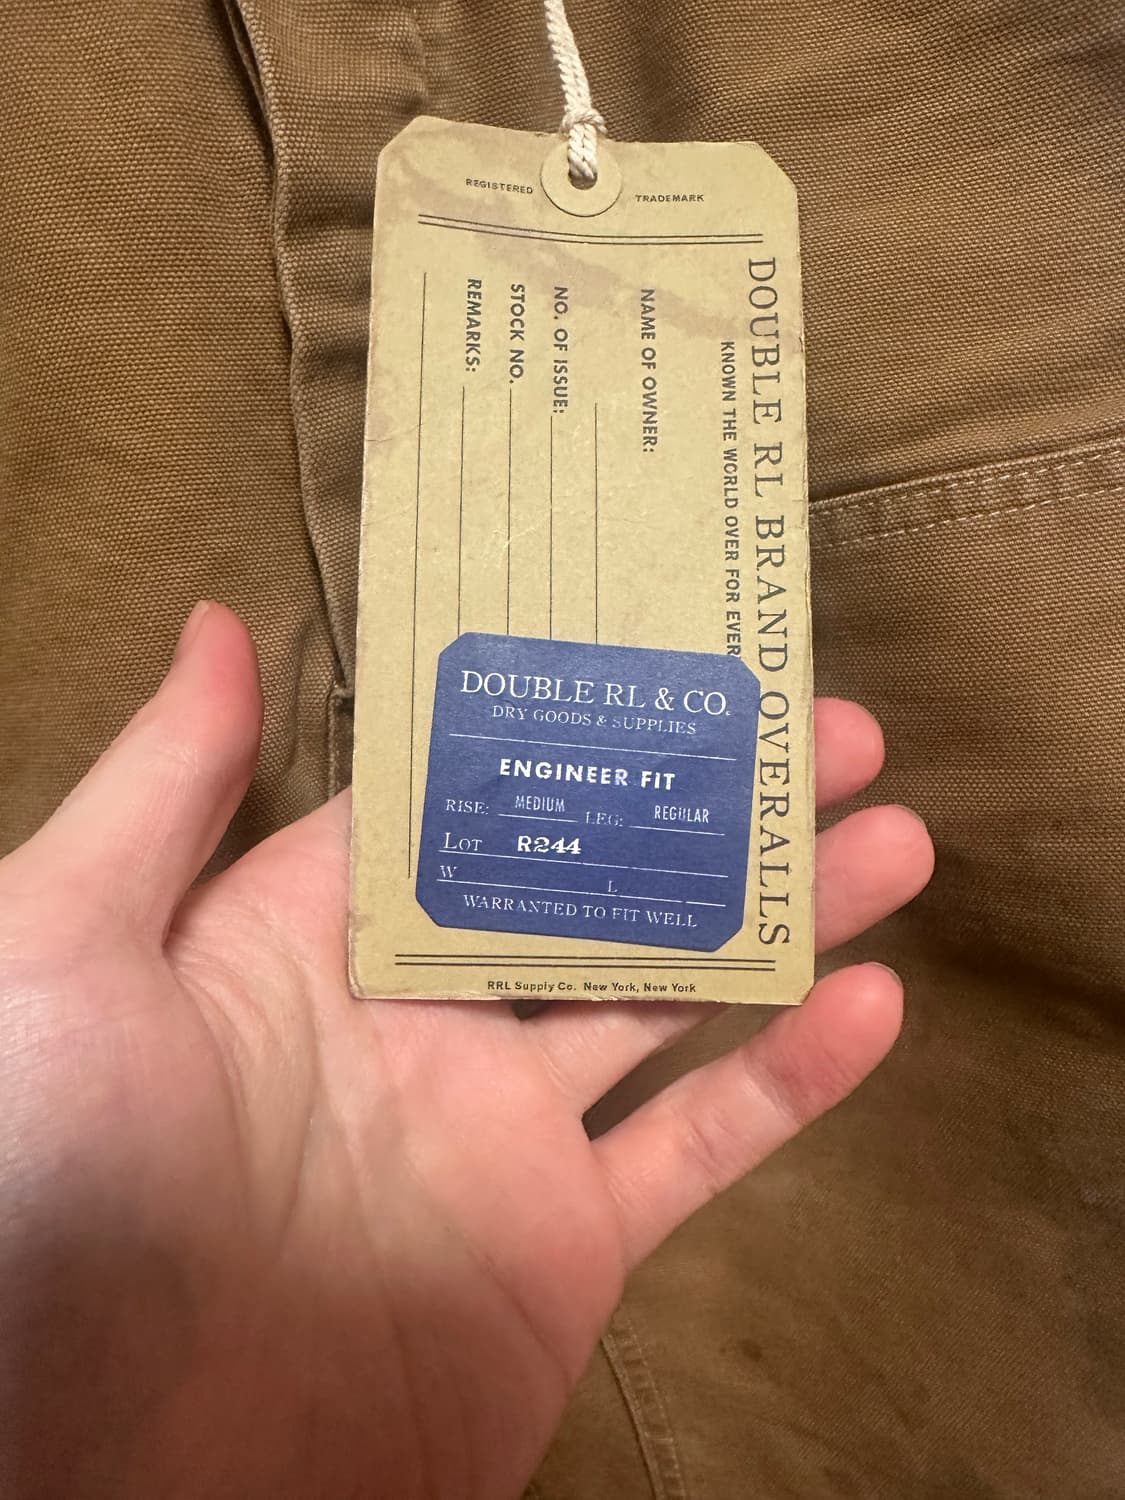 REGISTERED TRADEMARK
DOUBLE RL BRAND OVERALLS
KNOWN THE WORLD OVER FOR EVER
NAME OF OWNER:
NO. OF ISSUE:
STOCK NO.
REMARKS:
DOUBLE RL & CO.
DRY GOODS & SUPPLIES
ENGINEER FIT
RISE: MEDIUM LEG: REGULAR
LOT R244
W L
WARRANTED TO FIT WELL
RRL Supply Co. New York, New York